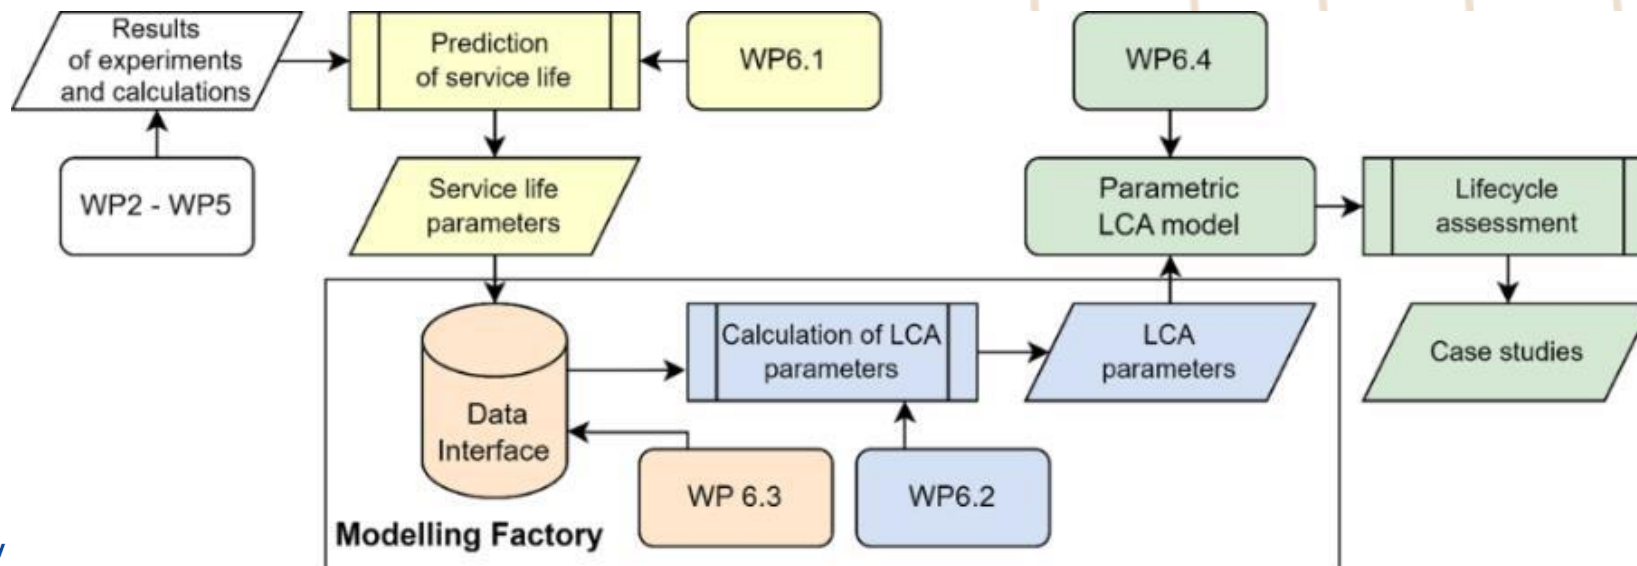 Results
of experiments
and calculations
Prediction
of service life
WP6.1
WP6.4
WP2 - WP5
Service life
parameters
Parametric
LCA model
Lifecycle
assessment
Data
Interface
Calculation of LCA
parameters
LCA
parameters
Case studies
WP 6.3
WP6.2
Modelling Factory